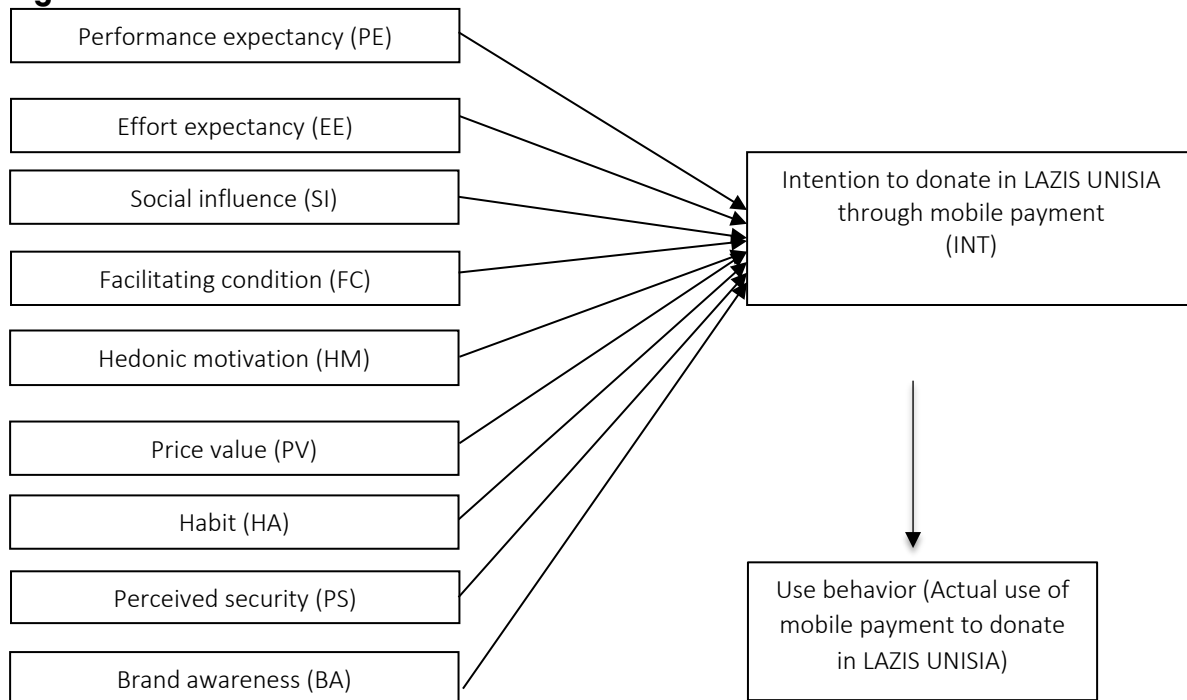 Performance expectancy (PE)
Effort expectancy (EE)
Social influence (SI)
Facilitating condition (FC)
Hedonic motivation (HM)
Price value (PV)
Habit (HA)
Perceived security (PS)
Brand awareness (BA)
Intention to donate in LAZIS UNISIA
through mobile payment
(INT)
Use behavior (Actual use of
mobile payment to donate
in LAZIS UNISIA)